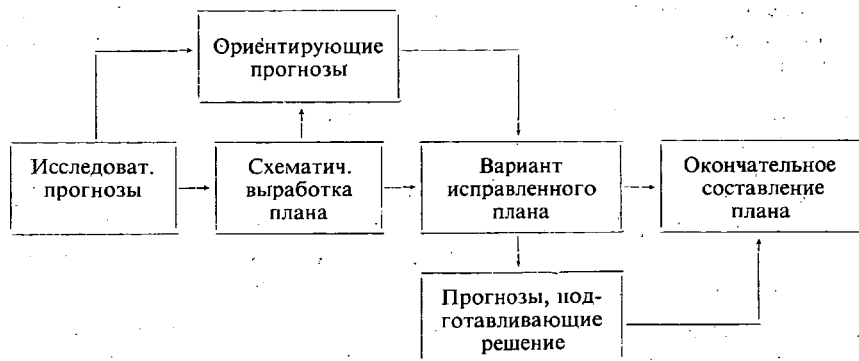 Ориентирующие
прогнозы
Исследоват.
прогнозы
Схематич.
выработка
плана
Вариант
исправленного
плана
Окончательное
составление
плана
Прогнозы, под-
готавливающие
решение